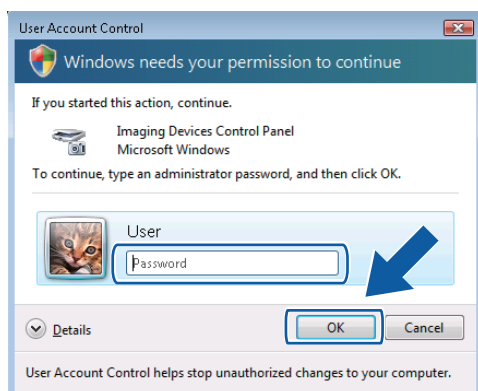 User Account Control
Windows needs your permission to continue
If you started this action, continue.
Imaging Devices Control Panel
Microsoft Windows
To continue, type an administrator password, and then click OK.
User
Password
Details
OK
Cancel
User Account Control helps stop unauthorized changes to your computer.